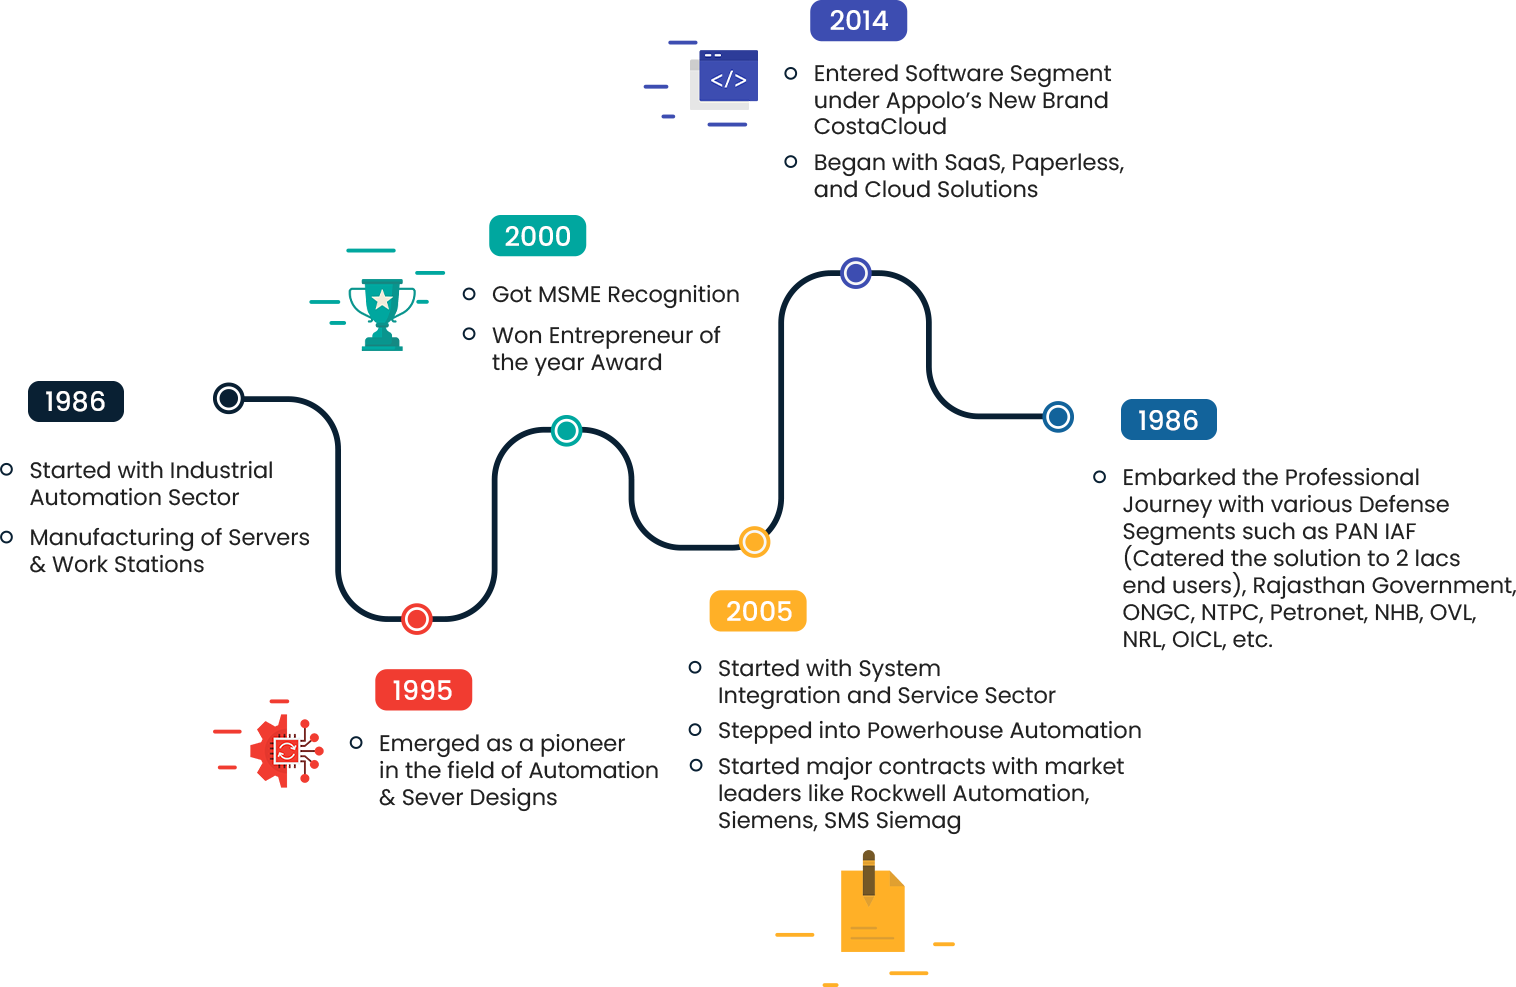 1986
Started with Industrial
Automation Sector
Manufacturing of Servers
& Work Stations
1995
Emerged as a pioneer
in the field of Automation
& Sever Designs
2000
Got MSME Recognition
Won Entrepreneur of
the year Award
2005
Started with System
Integration and Service Sector
Stepped into Powerhouse Automation
Started major contracts with market
leaders like Rockwell Automation,
Siemens, SMS Siemag
2014
</>
Entered Software Segment
under Appolo’s New Brand
CostaCloud
Began with SaaS, Paperless,
and Cloud Solutions
1986
Embarked the Professional
Journey with various Defense
Segments such as PAN IAF
(Catered the solution to 2 lacs
end users), Rajasthan Government,
ONGC, NTPC, Petronet, NHB, OVL,
NRL, OICL, etc.